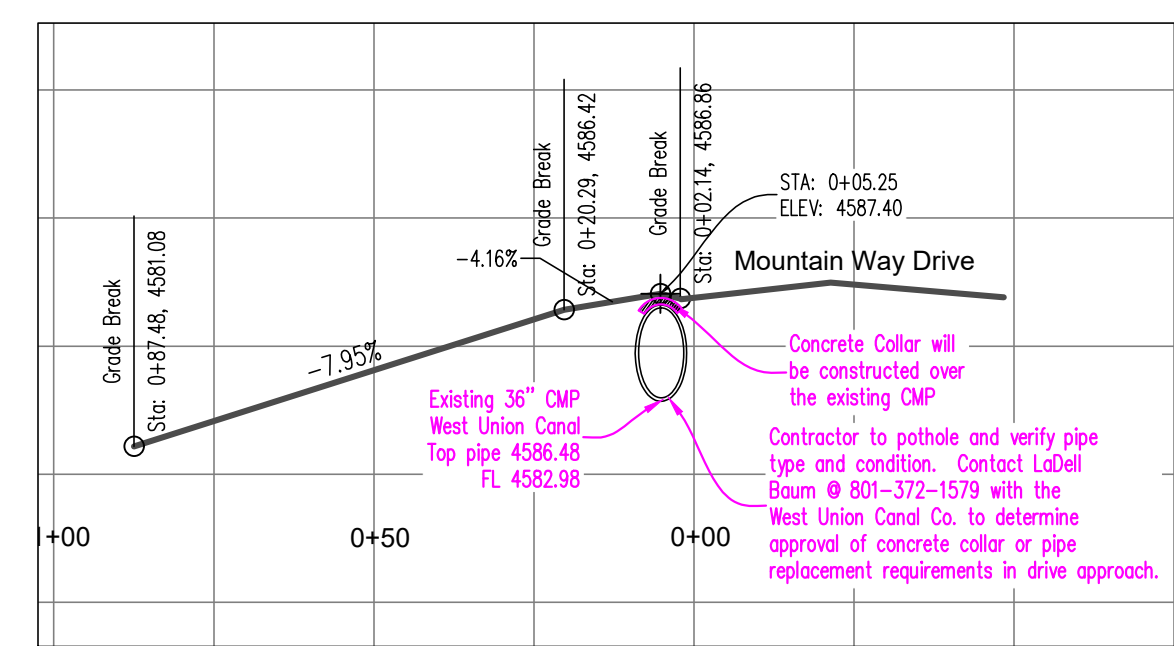 Grade Break
Sta: 0+87.48, 4581.08
-7.95%
-4.16%
Grade Break
Sta: 0+20.29, 4586.42
Grade Break
Sta: 0+02.14, 4586.86
STA: 0+05.25
ELEV: 4587.40
Mountain Way Drive
Concrete Collar will
be constructed over
the existing CMP
Existing 36" CMP
West Union Canal
Top pipe 4586.48
FL 4582.98
Contractor to pothole and verify pipe
type and condition. Contact LaDell
Baum @ 801-372-1579 with the
West Union Canal Co. to determine
approval of concrete collar or pipe
replacement requirements in drive approach.
1+00
0+50
0+00